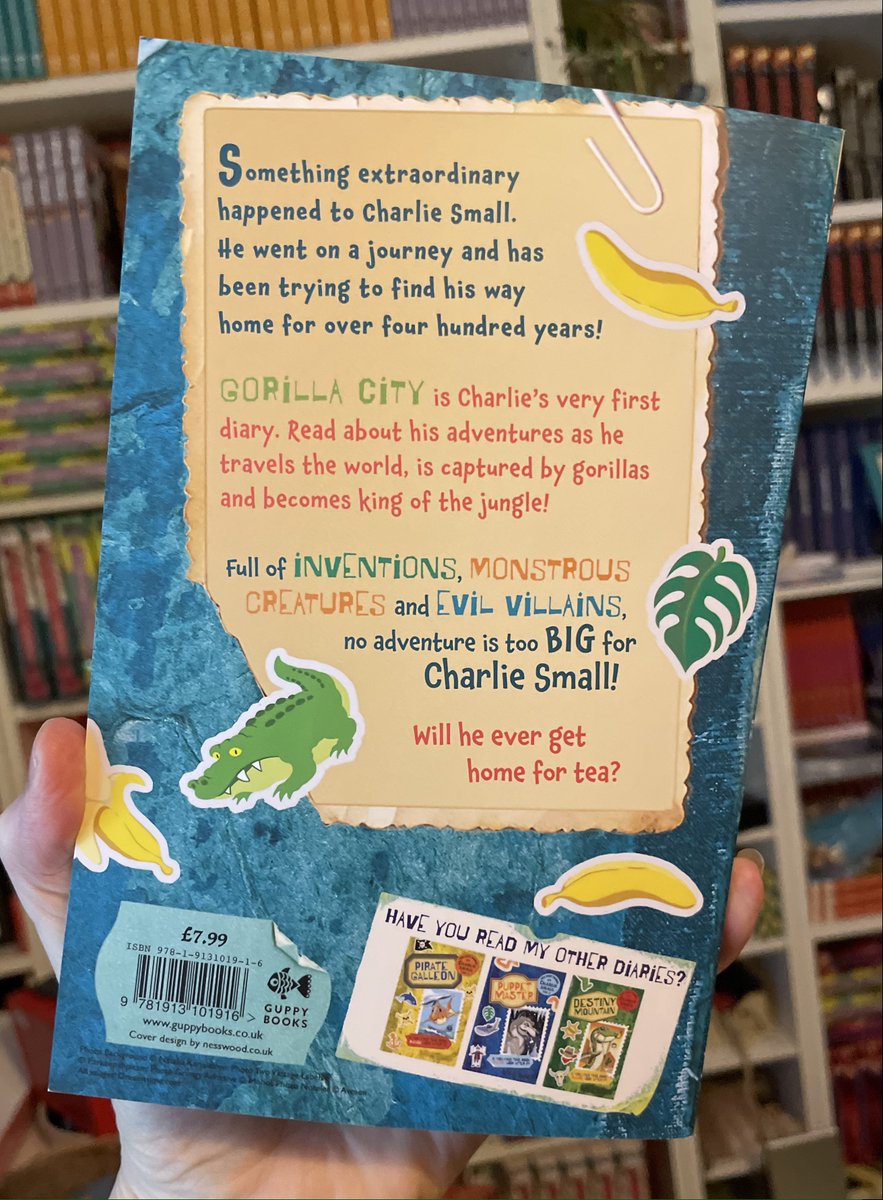 Something extraordinary
happened to Charlie Small.
He went on a journey and has
been trying to find his way
home for over four hundred years!
GORILLA CITY is Charlie's very first
diary. Read about his adventures as he
travels the world, is captured by gorillas
and becomes king of the jungle!
Full of INVENTIONS, MONSTROUS
CREATURES and EVIL VILLAINS,
no adventure is too BIG for
Charlie Small!
Will he ever get
home for tea?
£7.99
ISBN 978-1-9131019-1-6
9 781913 101916 >
GUPPY
BOOKS
www.guppybooks.co.uk
Cover design by nesswood.co.uk
HAVE YOU READ MY OTHER DIARIES?
PIRATE
GALLEON
PUPPET
MASTER
DESTINY
MOUNTAIN